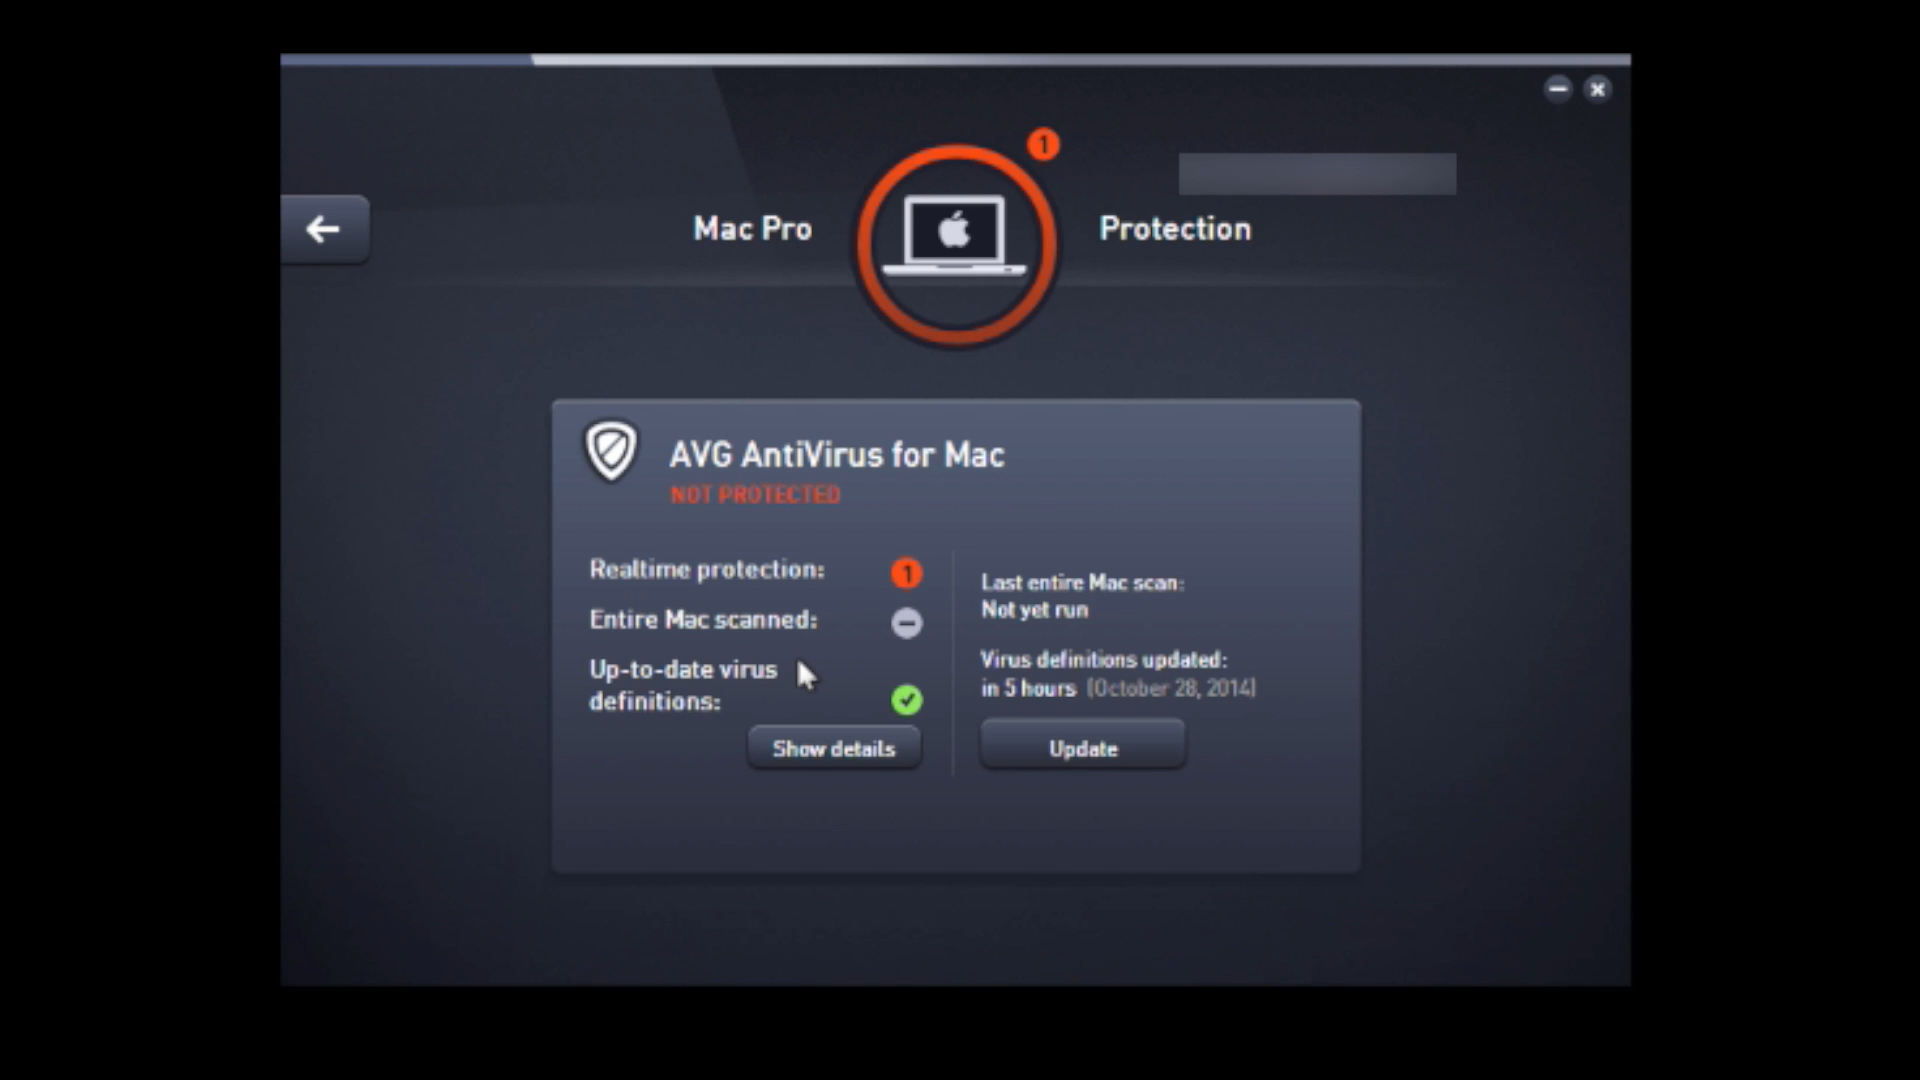 1
Mac Pro
Protection
AVG AntiVirus for Mac
NOT PROTECTED
Realtime protection:
1
Entire Mac scanned:
Up-to-date virus
definitions:
Show details
Last entire Mac scan:
Not yet run
Virus definitions updated:
in 5 hours (October 28, 2014)
Update